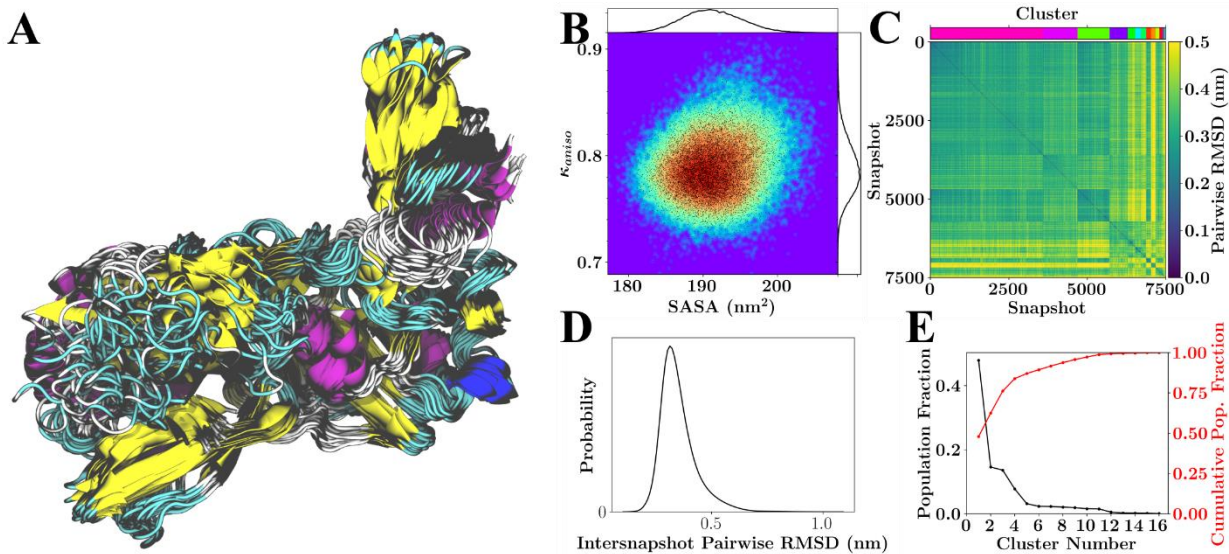 A
B
0.9
0.8
0.7
κaniso
180
190
200
SASA (nm²)
C
Cluster
0
2500
5000
7500
Snapshot
0
2500
5000
7500
Snapshot
0.5
0.4
0.3
0.2
0.1
0.0
Pairwise RMSD (nm)
D
Probability
0.5
1.0
Intersnapshot Pairwise RMSD (nm)
E
Population Fraction
0.4
0.2
0.0
0 2 4 6 8 10 12 14 16
Cluster Number
1.00
0.75
0.50
0.25
0.00
Cumulative Pop. Fraction